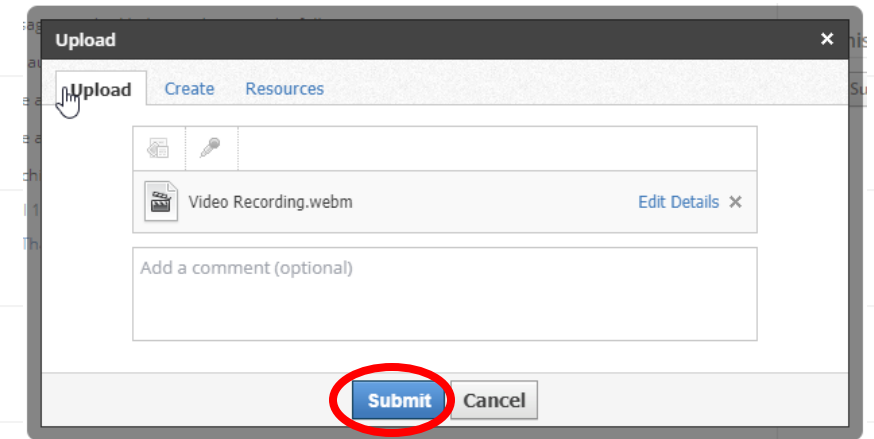 Upload
Upload Create Resources
Video Recording.webm Edit Details
Add a comment (optional)
Submit Cancel